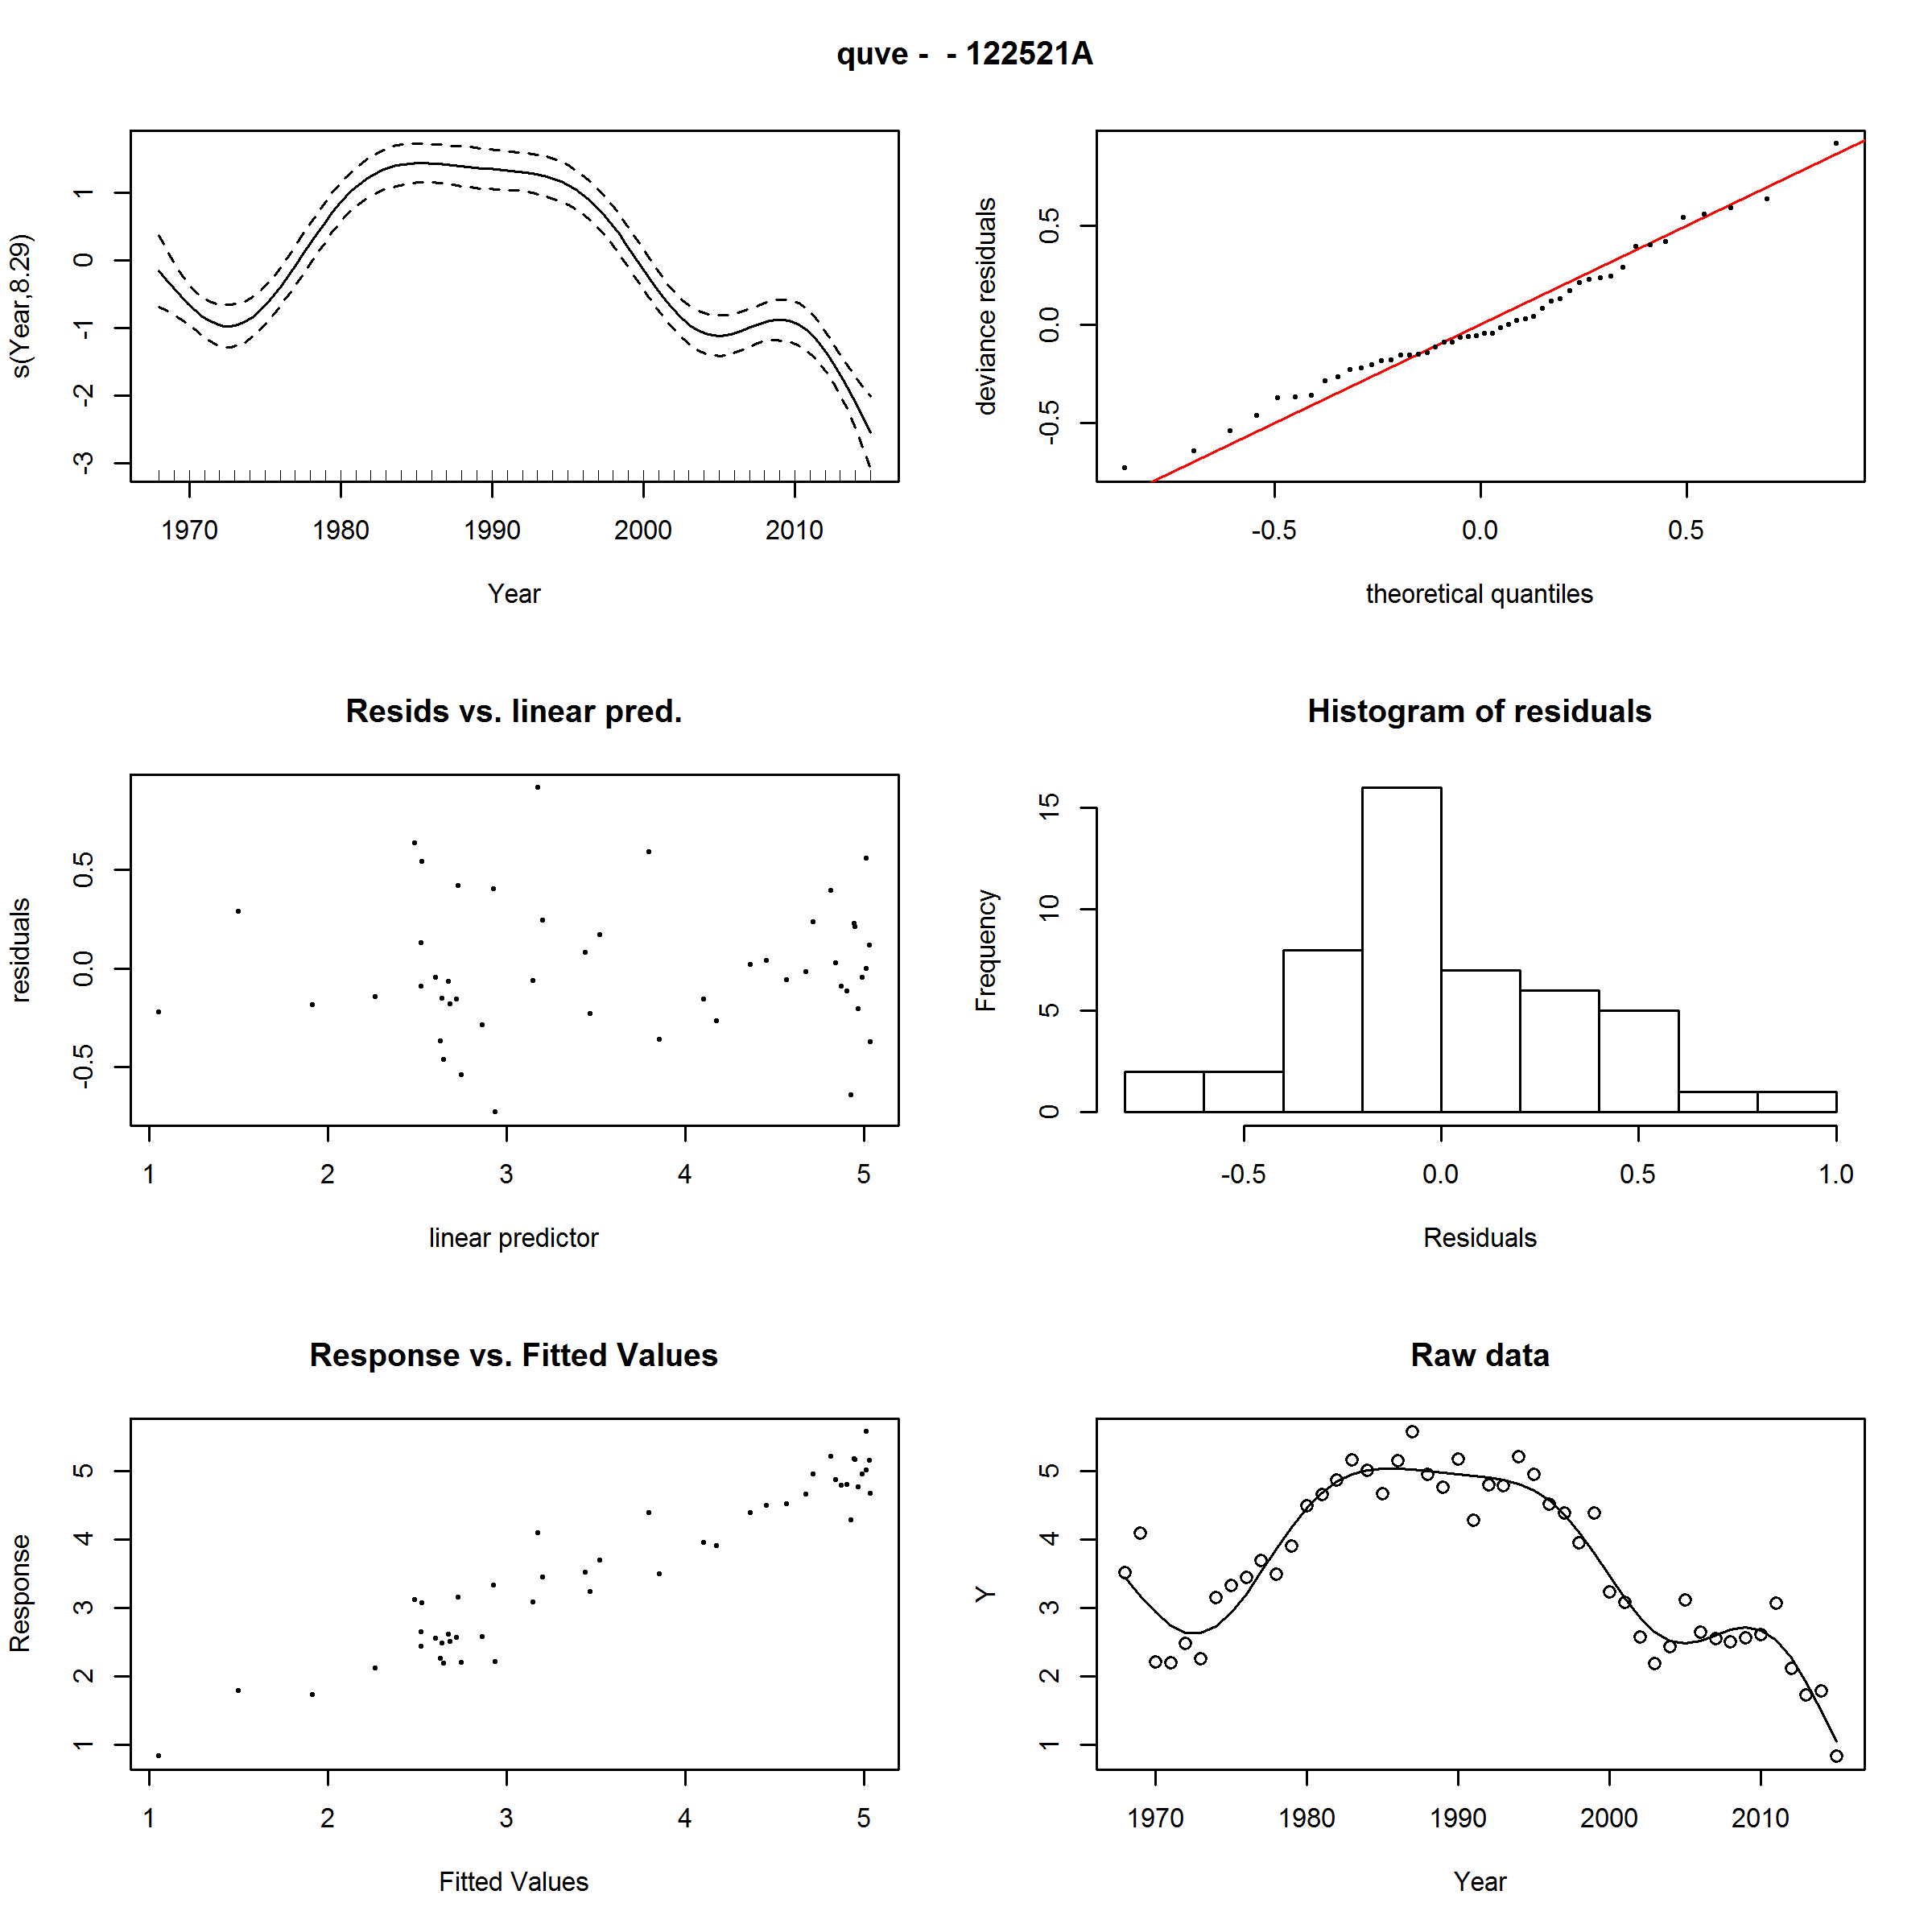 quve -  - 122521A
s(Year,8.29)
1
0
-1
-2
-3
1970 1980 1990 2000 2010
Year
deviance residuals
0.5
0.0
-0.5
-0.5 0.0 0.5
theoretical quantiles
Resids vs. linear pred.
residuals
0.5
0.0
-0.5
1 2 3 4 5
linear predictor
Histogram of residuals
Frequency
15
10
5
0
-0.5 0.0 0.5 1.0
Residuals
Response vs. Fitted Values
Response
5
4
3
2
1
1 2 3 4 5
Fitted Values
Raw data
Y
5
4
3
2
1
1970 1980 1990 2000 2010
Year